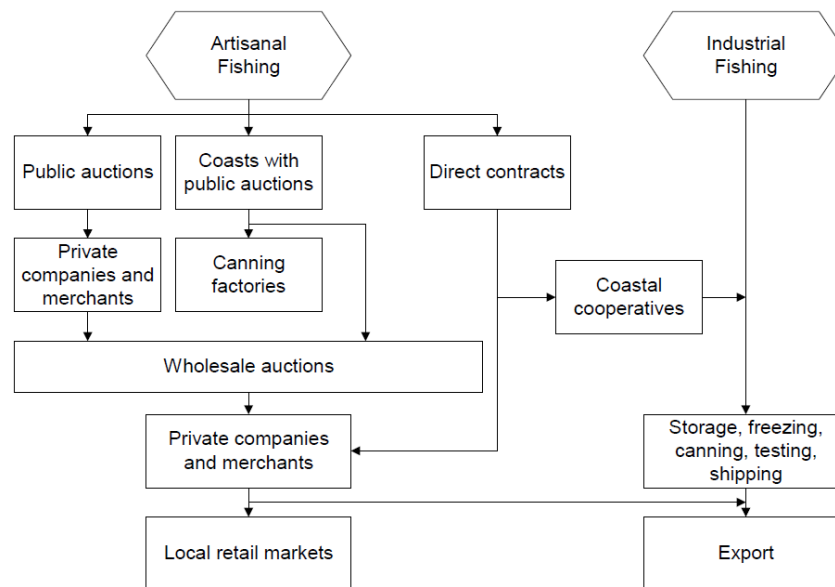 Artisanal
Fishing
Industrial
Fishing
Public auctions
Coasts with
public auctions
Direct contracts
Private
companies and
merchants
Canning
factories
Coastal
cooperatives
Wholesale auctions
Private companies
and merchants
Storage, freezing,
canning, testing,
shipping
Local retail markets
Export